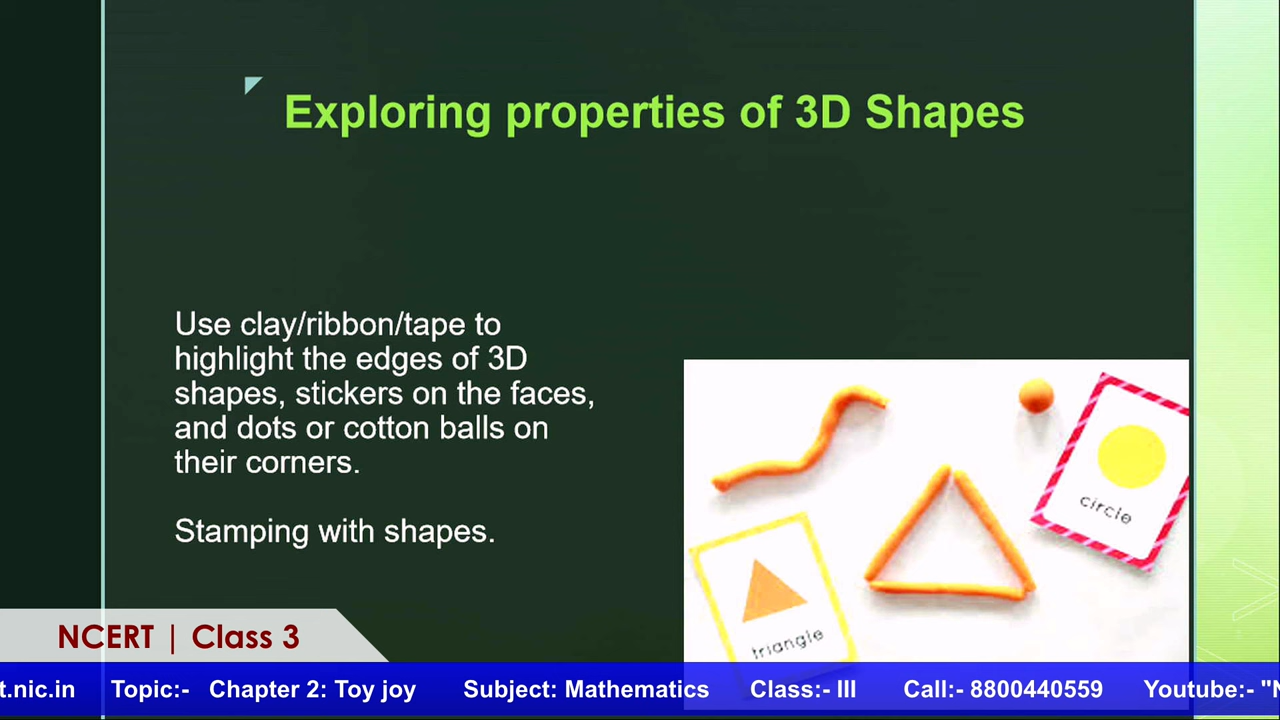 Exploring properties of 3D Shapes
Use clay/ribbon/tape to
highlight the edges of 3D
shapes, stickers on the faces,
and dots or cotton balls on
their corners.
Stamping with shapes.
circle
triangle
NCERT | Class 3
t.nic.in Topic:- Chapter 2: Toy joy Subject: Mathematics Class:- III Call:- 8800440559 Youtube:- "N